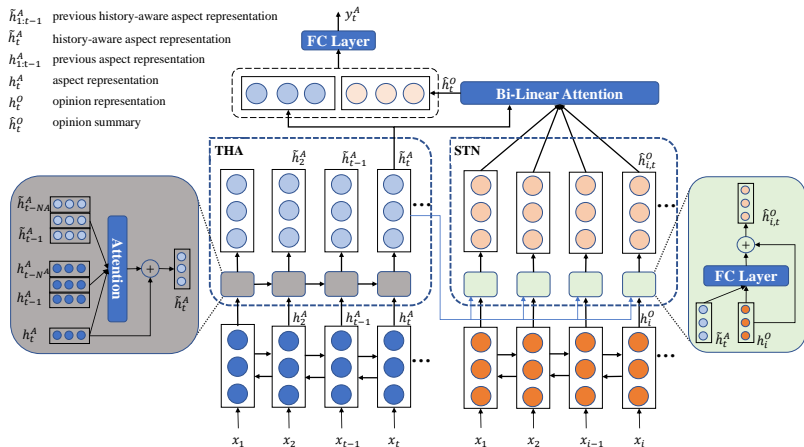 h̃^A_{1:t−1} previous history-aware aspect representation
h̃^A_t history-aware aspect representation
h^A_{1:t−1} previous aspect representation
h^A_t aspect representation
h^O_t opinion representation
ĥ^O_t opinion summary
y^A_t
FC Layer
ĥ^O_t
Bi-Linear Attention
THA
h̃^A_2 h̃^A_{t−1} h̃^A_t
...
STN
ĥ^O_{i,t}
...
h̃^A_{t−N^A}
h̃^A_{t−1}
h^A_{t−N^A}
h^A_{t−1}
h^A_t
Attention
+
h̃^A_t
ĥ^O_{i,t}
+
FC Layer
h̃^A_t h^O_i
h^A_2 h^A_{t−1} h^A_t
...
h^O_i
...
x_1 x_2 x_{t−1} x_t
x_1 x_2 x_{i−1} x_i